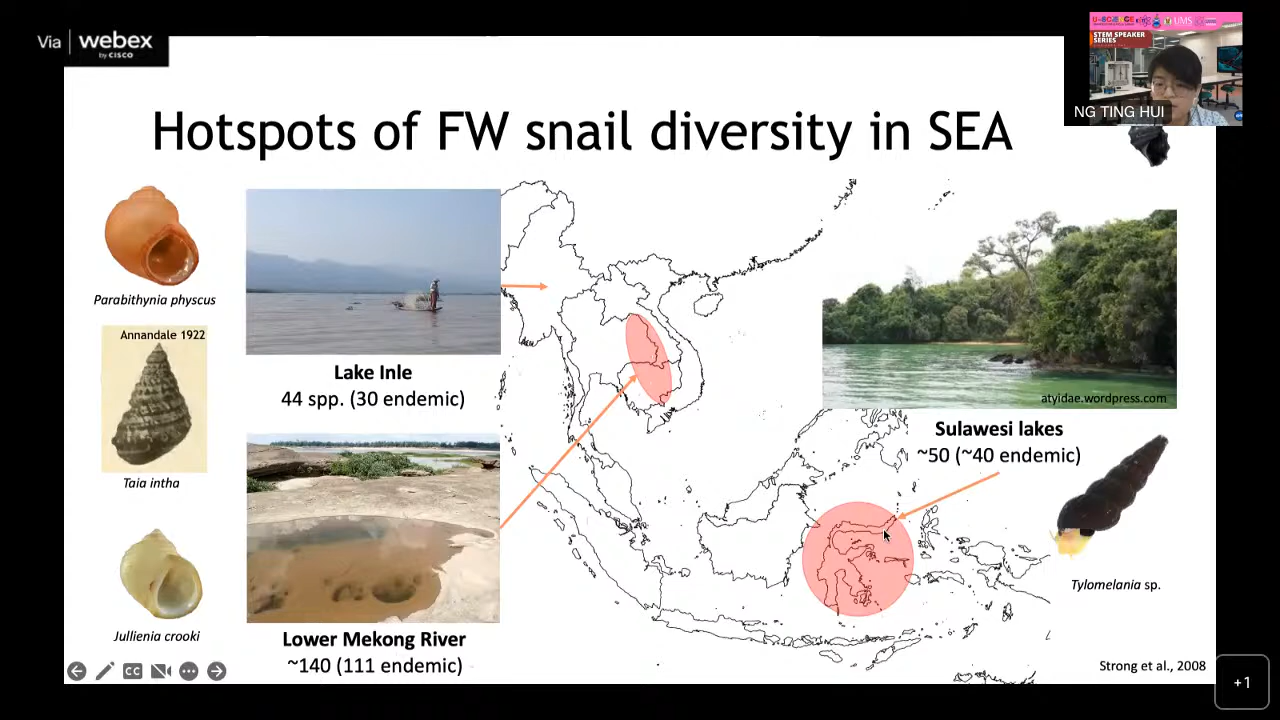 Via webex
by CISCO
U-SCIENCE
UMS
STEM SPEAKER
SERIES
NG TING HUI
Hotspots of FW snail diversity in SEA
Parabithynia physcus
Annandale 1922
Taia intha
Jullienia crooki
Lake Inle
44 spp. (30 endemic)
Lower Mekong River
~140 (111 endemic)
atyidae.wordpress.com
Sulawesi lakes
~50 (~40 endemic)
Tylomelania sp.
Strong et al., 2008
CC
+1